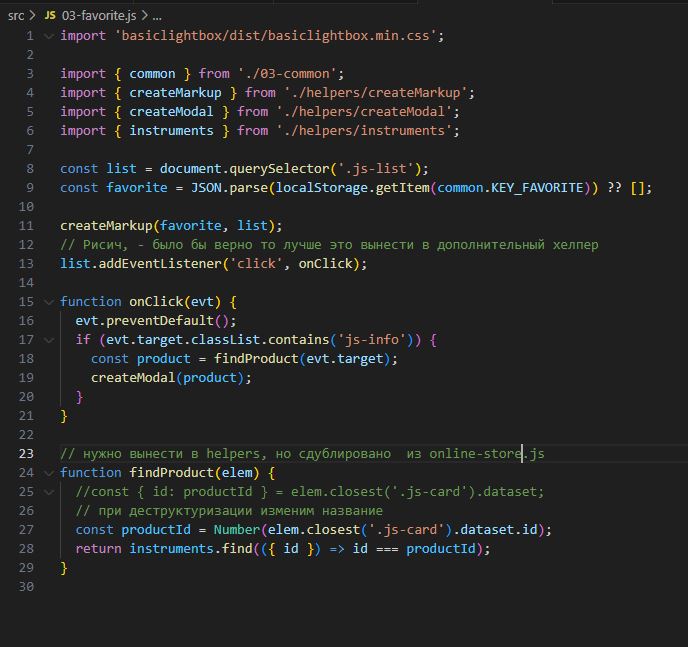 src > JS 03-favorite.js > ...
1 import 'basiclightbox/dist/basiclightbox.min.css';
2
3 import { common } from './03-common';
4 import { createMarkup } from './helpers/createMarkup';
5 import { createModal } from './helpers/createModal';
6 import { instruments } from './helpers/instruments';
7
8 const list = document.querySelector('.js-list');
9 const favorite = JSON.parse(localStorage.getItem(common.KEY_FAVORITE)) ?? [];
10
11 createMarkup(favorite, list);
12 // Рисич, - было бы верно то лучше это вынести в дополнительный хелпер
13 list.addEventListener('click', onClick);
14
15 function onClick(evt) {
16 evt.preventDefault();
17 if (evt.target.classList.contains('js-info')) {
18 const product = findProduct(evt.target);
19 createModal(product);
20 }
21 }
22
23 // нужно вынести в helpers, но сдублировано  из online-store.js
24 function findProduct(elem) {
25 //const { id: productId } = elem.closest('.js-card').dataset;
26 // при деструктуризации изменим название
27 const productId = Number(elem.closest('.js-card').dataset.id);
28 return instruments.find(({ id }) => id === productId);
29 }
30